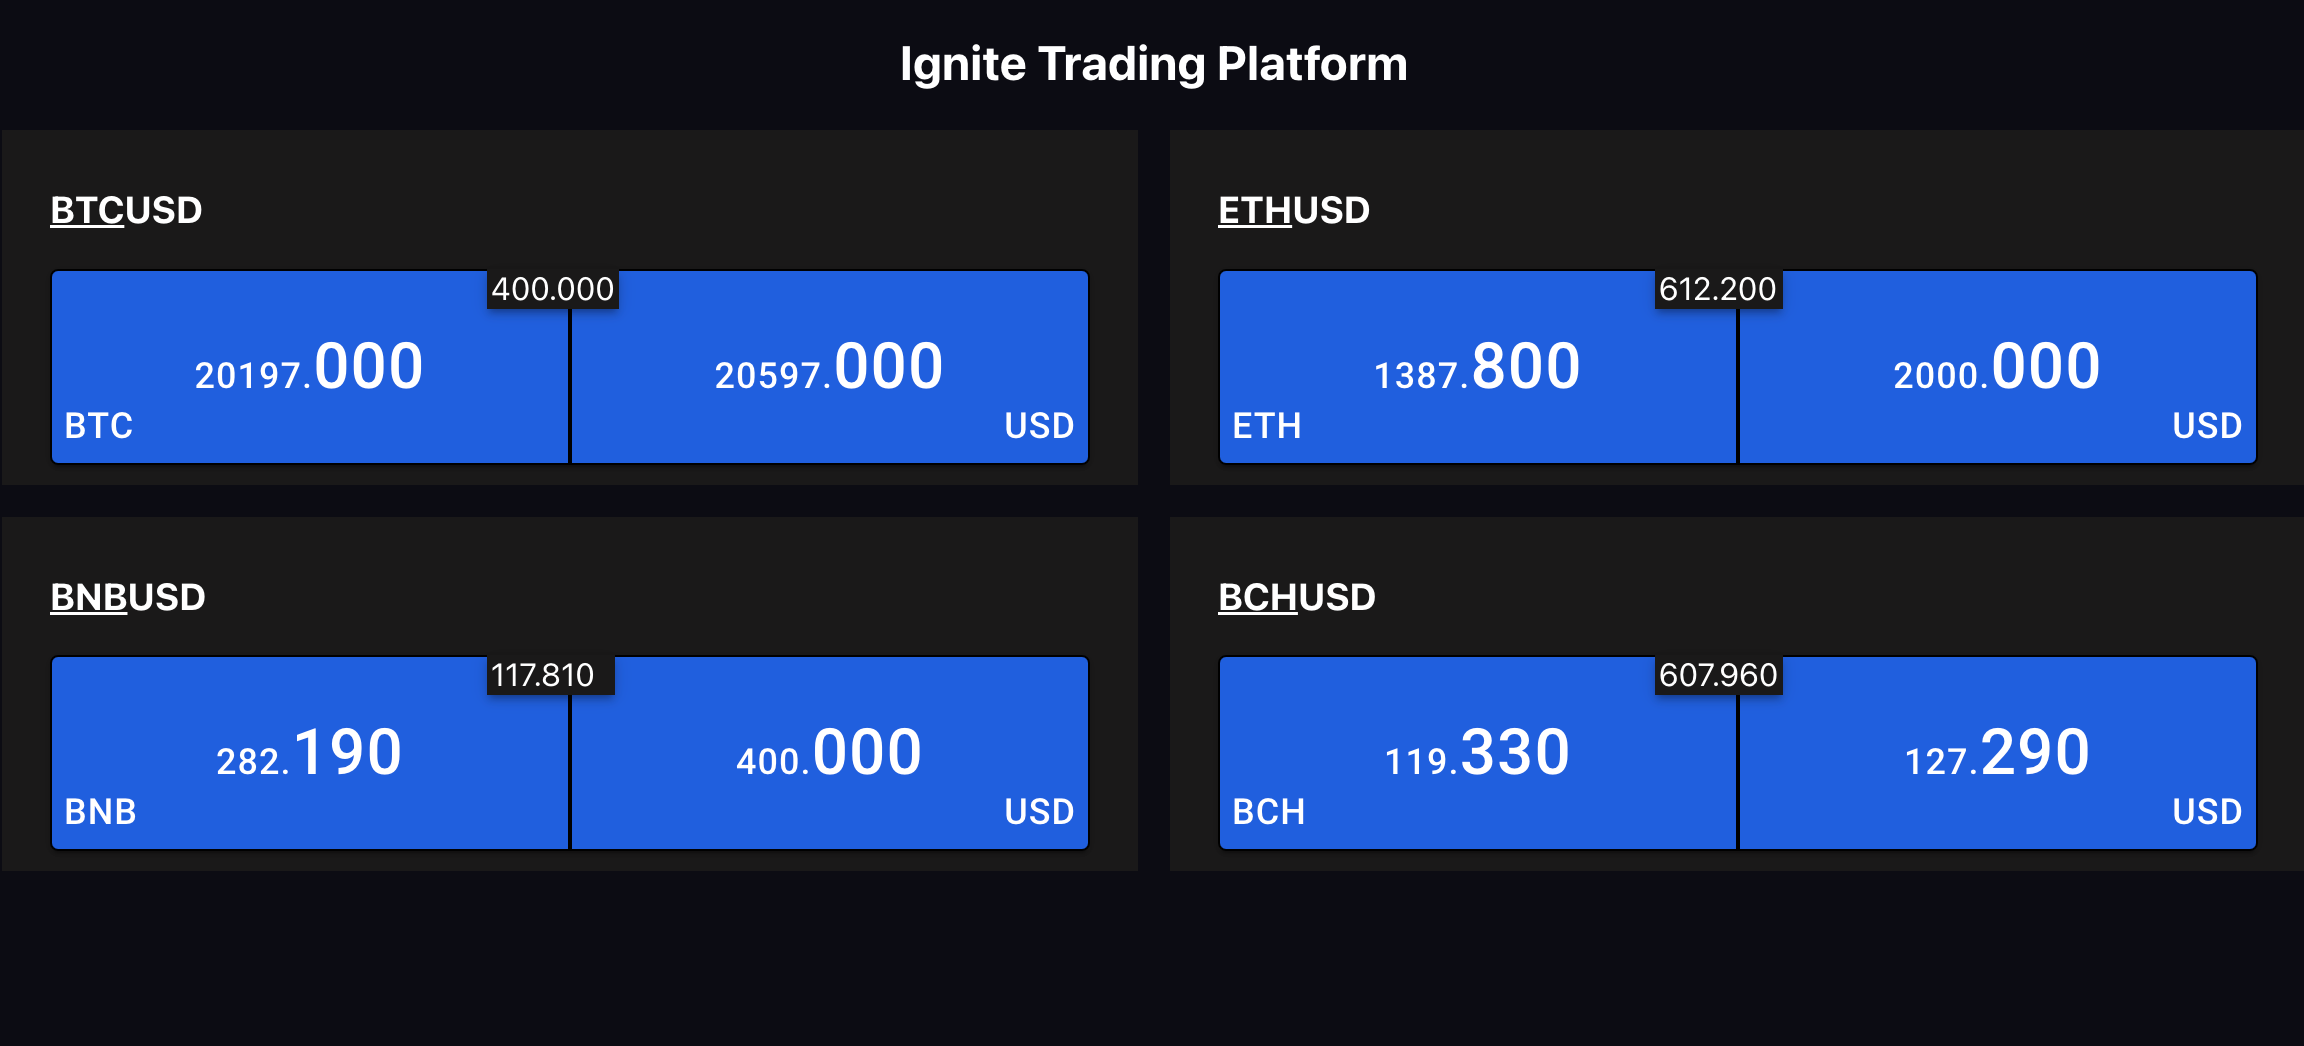 Ignite Trading Platform
BTCUSD
400.000
20197.000
20597.000
BTC
USD
ETHUSD
612.200
1387.800
2000.000
ETH
USD
BNBUSD
117.810
282.190
400.000
BNB
USD
BCHUSD
607.960
119.330
127.290
BCH
USD